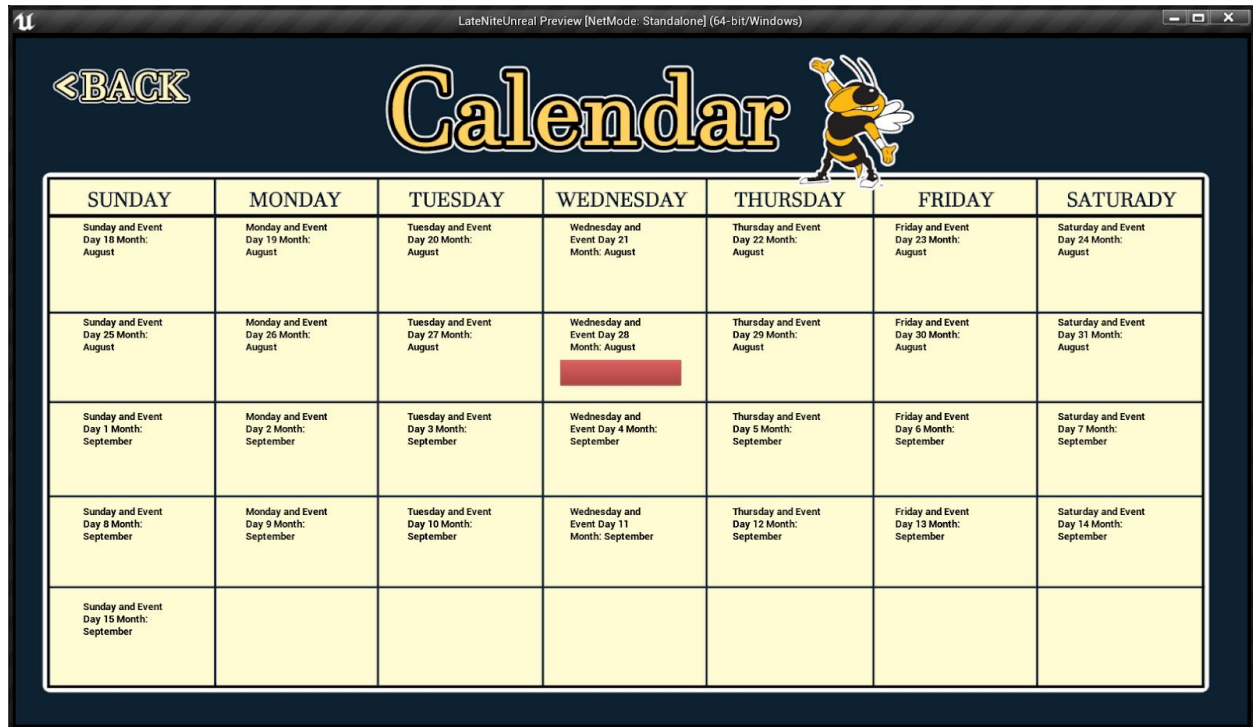 LateNiteUnreal Preview [NetMode: Standalone] (64-bit/Windows)
<BACK
Calendar
SUNDAY
MONDAY
TUESDAY
WEDNESDAY
THURSDAY
FRIDAY
SATURADY
Sunday and Event
Day 18 Month:
August
Monday and Event
Day 19 Month:
August
Tuesday and Event
Day 20 Month:
August
Wednesday and
Event Day 21
Month: August
Thursday and Event
Day 22 Month:
August
Friday and Event
Day 23 Month:
August
Saturday and Event
Day 24 Month:
August
Sunday and Event
Day 25 Month:
August
Monday and Event
Day 26 Month:
August
Tuesday and Event
Day 27 Month:
August
Wednesday and
Event Day 28
Month: August
Thursday and Event
Day 29 Month:
August
Friday and Event
Day 30 Month:
August
Saturday and Event
Day 31 Month:
August
Sunday and Event
Day 1 Month:
September
Monday and Event
Day 2 Month:
September
Tuesday and Event
Day 3 Month:
September
Wednesday and
Event Day 4 Month:
September
Thursday and Event
Day 5 Month:
September
Friday and Event
Day 6 Month:
September
Saturday and Event
Day 7 Month:
September
Sunday and Event
Day 8 Month:
September
Monday and Event
Day 9 Month:
September
Tuesday and Event
Day 10 Month:
September
Wednesday and
Event Day 11
Month: September
Thursday and Event
Day 12 Month:
September
Friday and Event
Day 13 Month:
September
Saturday and Event
Day 14 Month:
September
Sunday and Event
Day 15 Month:
September